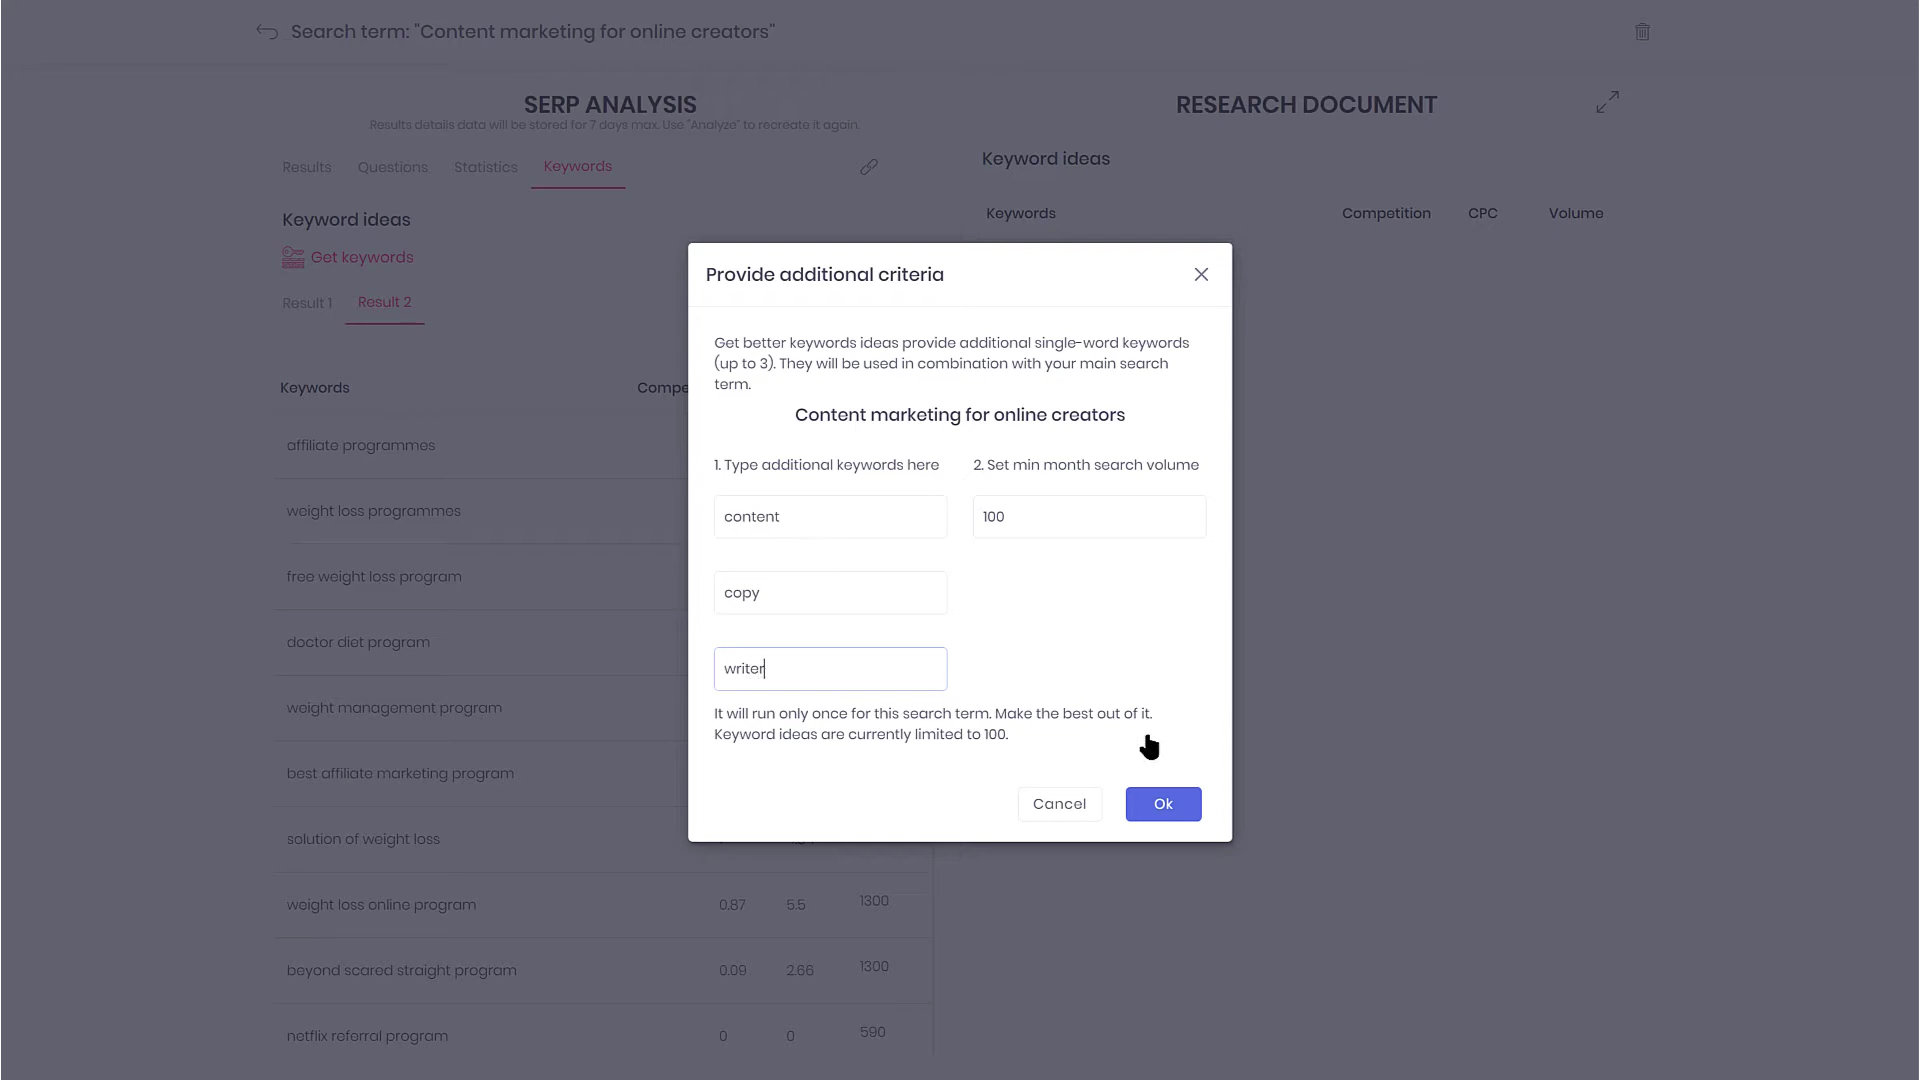 Search term: "Content marketing for online creators"
SERP ANALYSIS
Results details data will be stored for 7 days max. Use "Analyze" to recreate it again.
Results Questions Statistics Keywords
Keyword ideas
Get keywords
Result 1 Result 2
Keywords Compe
affiliate programmes
weight loss programmes
free weight loss program
doctor diet program
weight management program
best affiliate marketing program
solution of weight loss
weight loss online program 0.87 5.5 1300
beyond scared straight program 0.09 2.66 1300
netflix referral program 0 0 590
RESEARCH DOCUMENT
Keyword ideas
Keywords Competition CPC Volume
Provide additional criteria
Get better keywords ideas provide additional single-word keywords
(up to 3). They will be used in combination with your main search
term.
Content marketing for online creators
1. Type additional keywords here
content
copy
writer
2. Set min month search volume
100
It will run only once for this search term. Make the best out of it.
Keyword ideas are currently limited to 100.
Cancel Ok